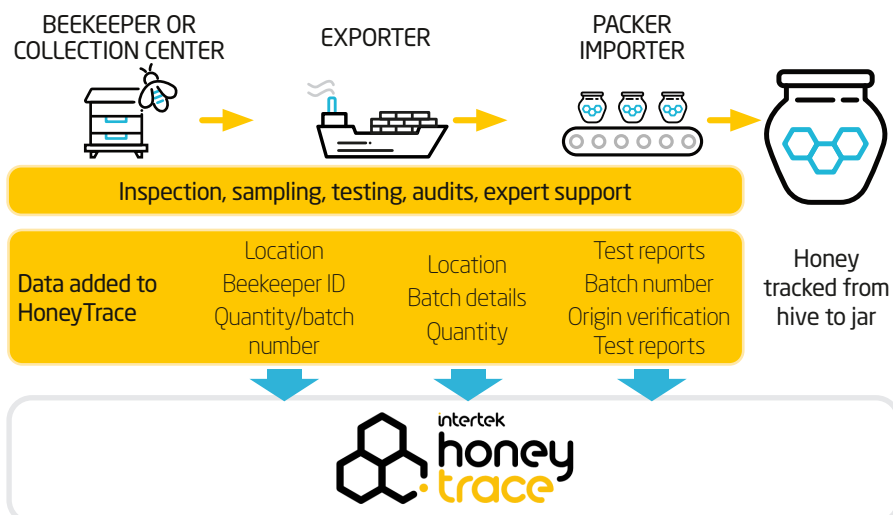 BEEKEEPER OR
COLLECTION CENTER
EXPORTER
PACKER
IMPORTER
Inspection, sampling, testing, audits, expert support
Data added to
HoneyTrace
Location
Beekeeper ID
Quantity/batch
number
Location
Batch details
Quantity
Test reports
Batch number
Origin verification
Test reports
Honey
tracked from
hive to jar
intertek
honey
trace